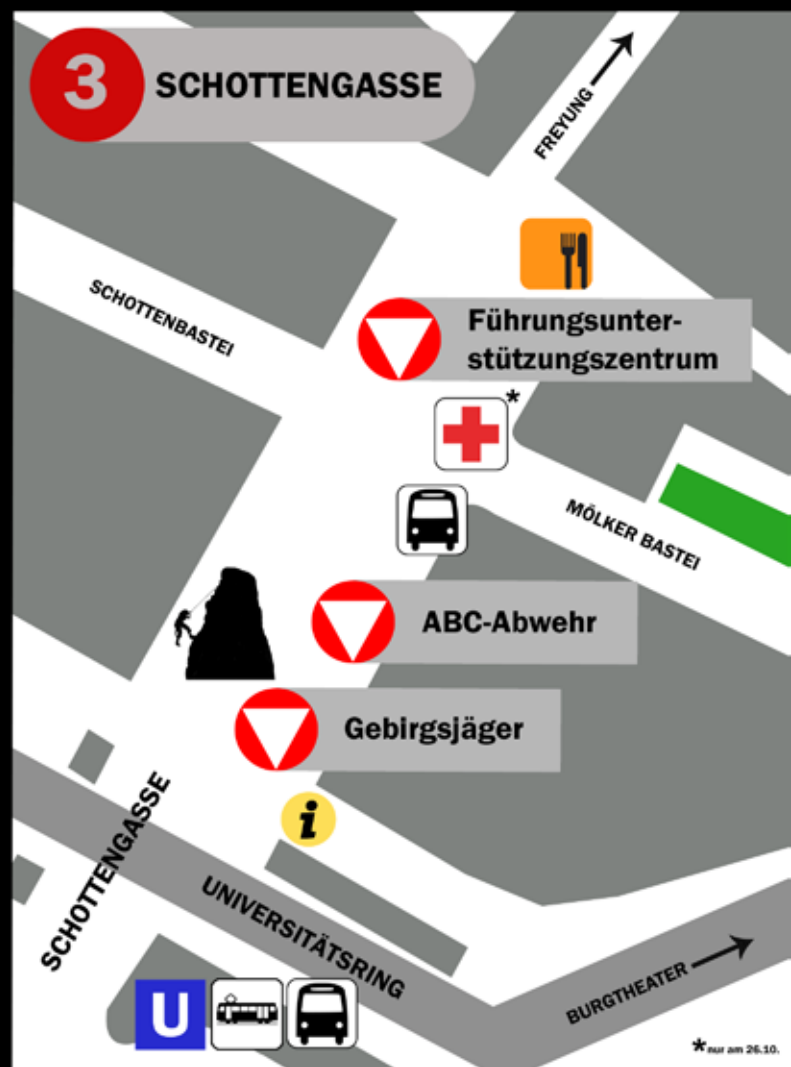 3 SCHOTTENGASSE
FREYUNG
SCHOTTENBASTEI
Führungsunter-
stützungszentrum
*
MÖLKER BASTEI
ABC-Abwehr
Gebirgsjäger
i
SCHOTTENGASSE
UNIVERSITÄTSRING
BURGTHEATER
U
*nur am 26.10.